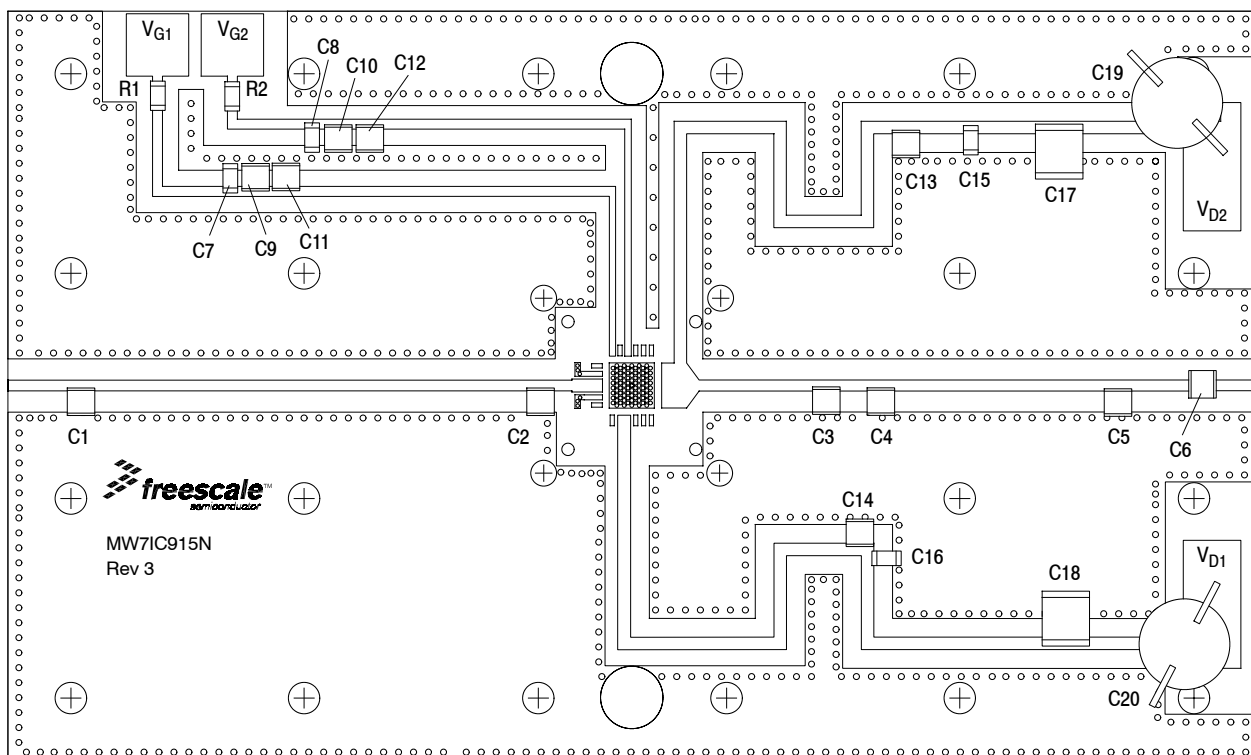 VG1
VG2
R1
R2
C8
C10
C12
C19
C13
C15
C17
VD2
C7
C9
C11
C1
C2
C3
C4
C5
C6
freescale™
semiconductor
MW7IC915N
Rev 3
C14
C16
C18
VD1
C20